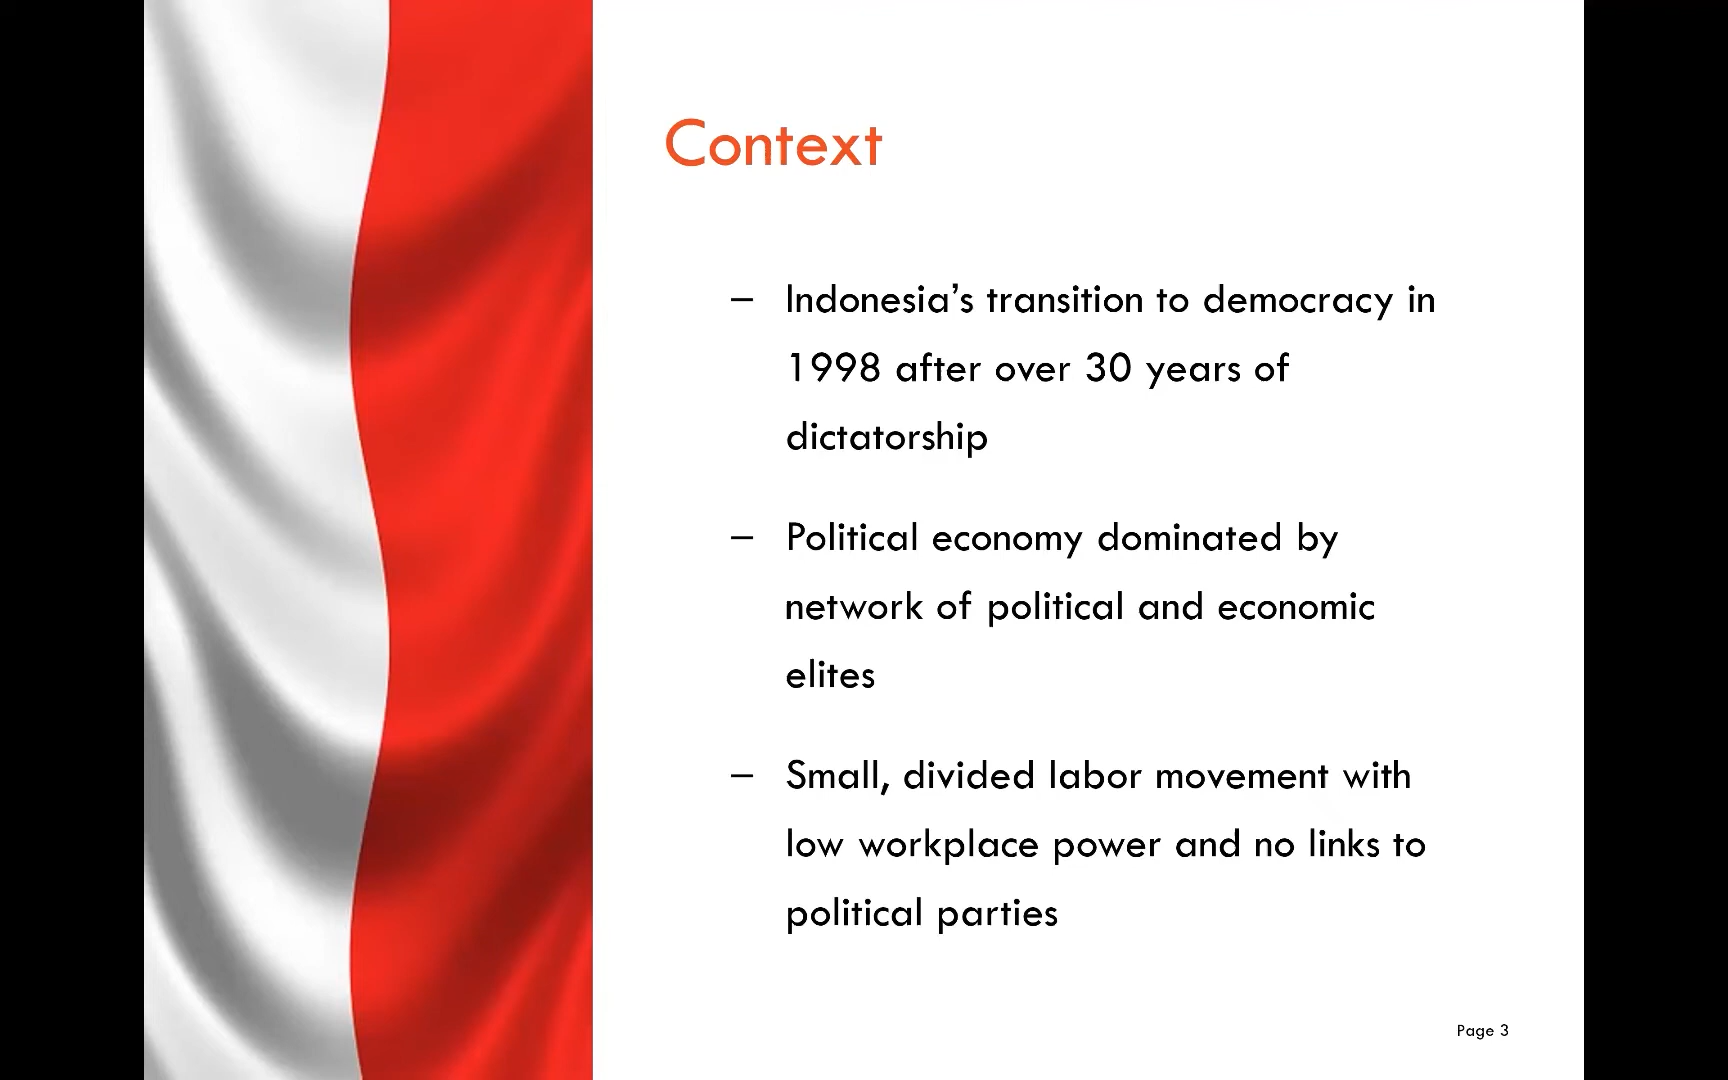 Context
– Indonesia’s transition to democracy in
1998 after over 30 years of
dictatorship
– Political economy dominated by
network of political and economic
elites
– Small, divided labor movement with
low workplace power and no links to
political parties
Page 3